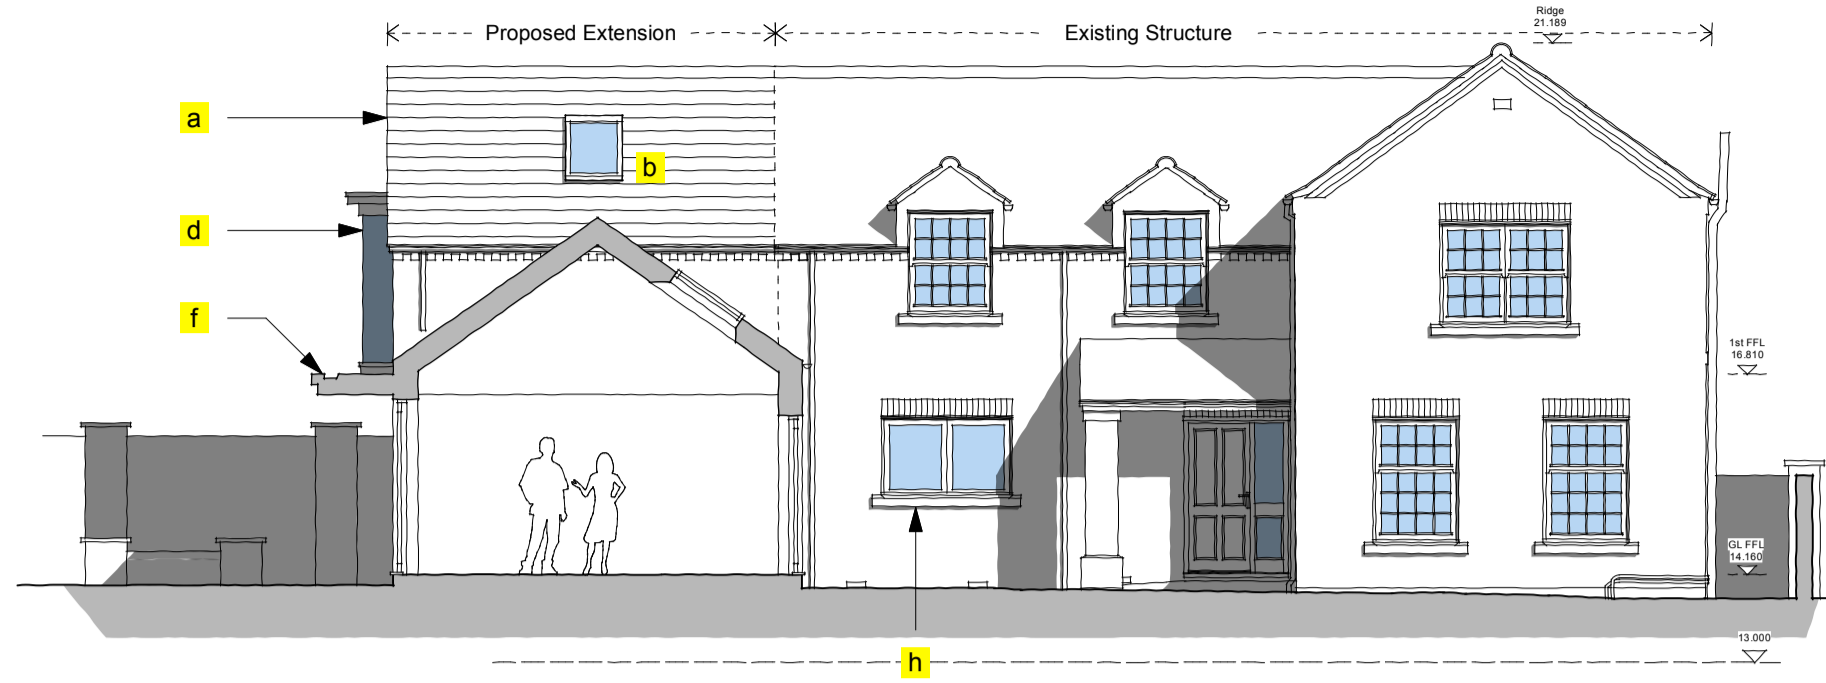 Proposed Extension
Existing Structure
Ridge
21.189
a
b
d
f
1st FFL
16.810
GL FFL
14.160
13.000
h